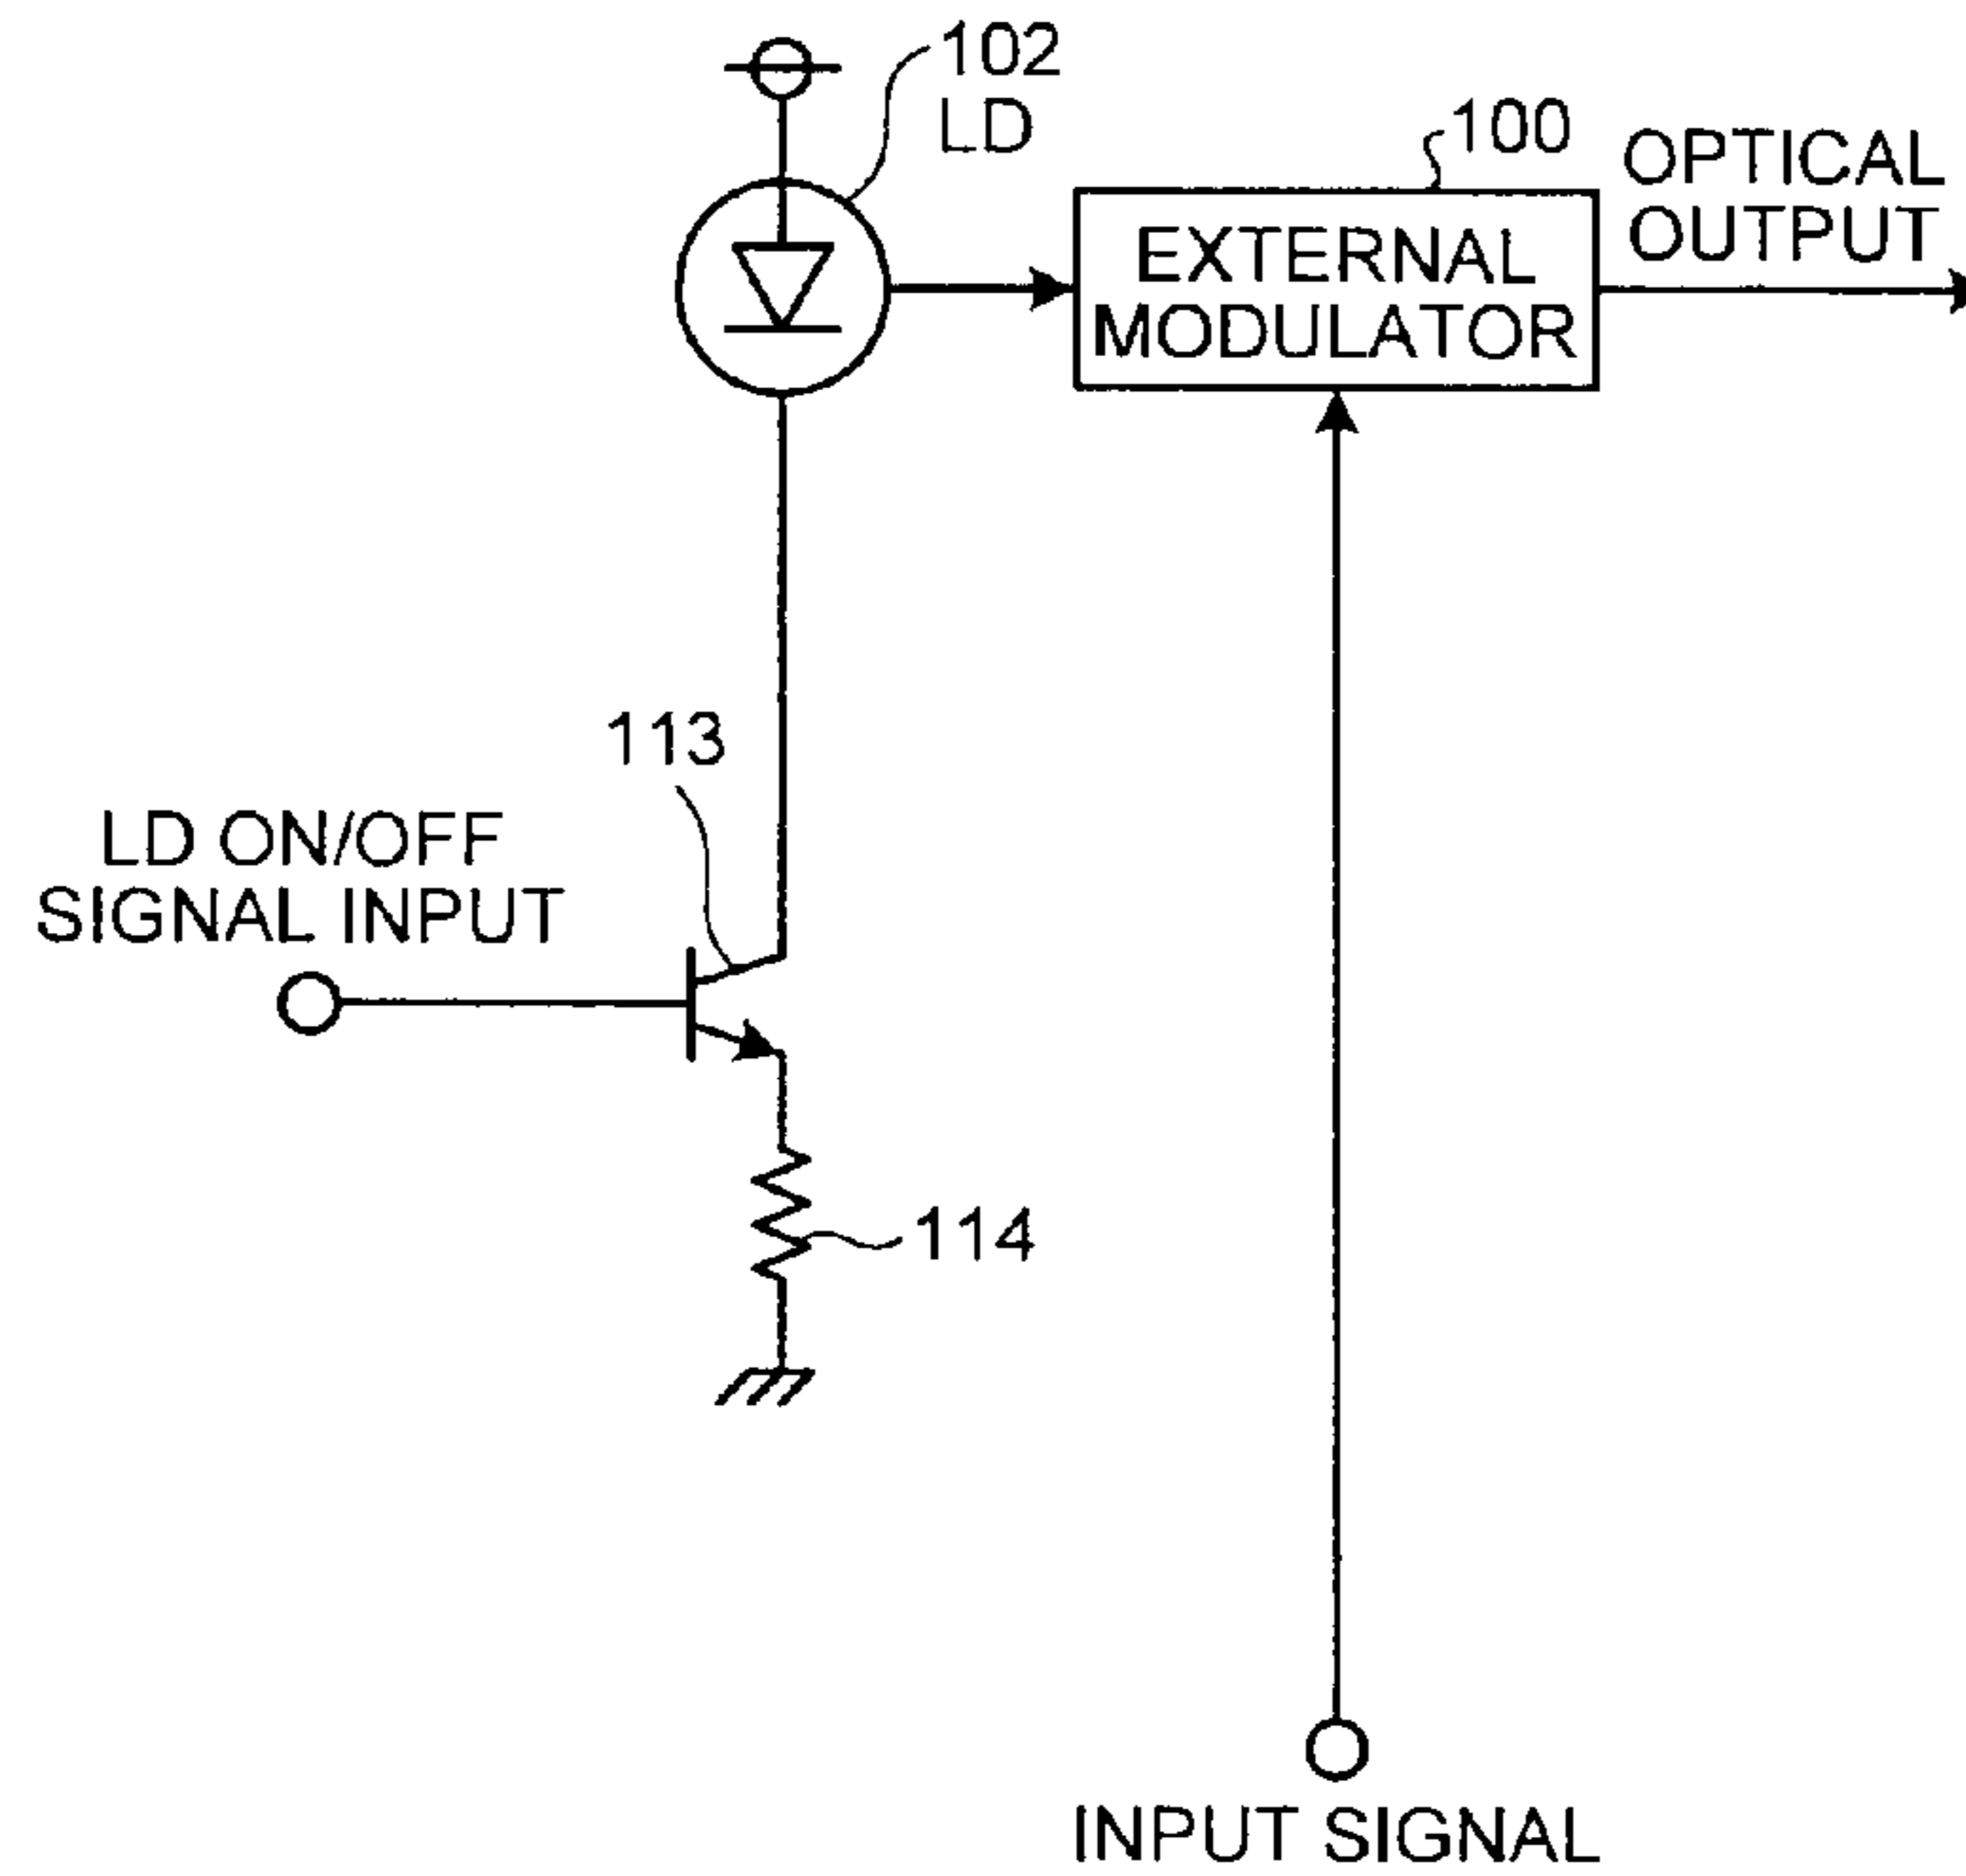 102
LD
100
OPTICAL
OUTPUT
EXTERNAL
MODULATOR
113
LD ON/OFF
SIGNAL INPUT
114
INPUT SIGNAL